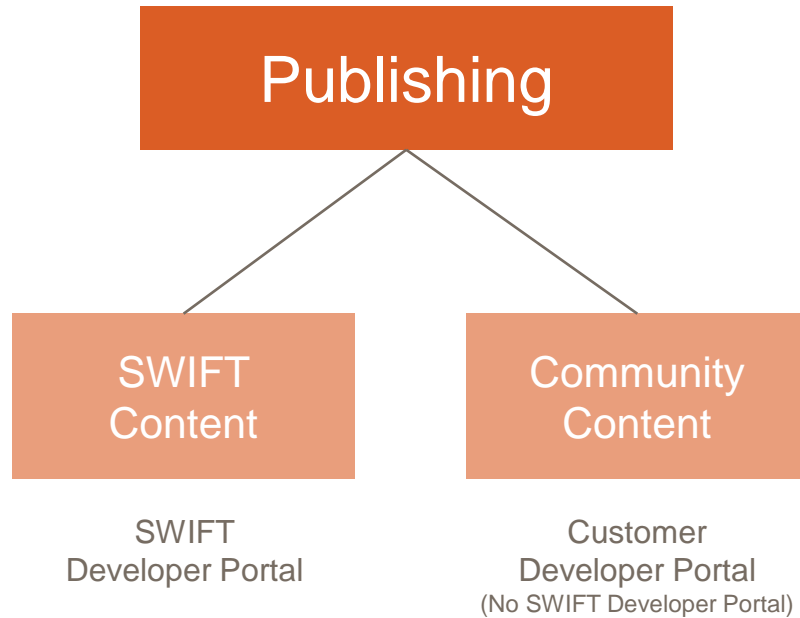 Publishing
SWIFT
Content
Community
Content
SWIFT
Developer Portal
Customer
Developer Portal
(No SWIFT Developer Portal)